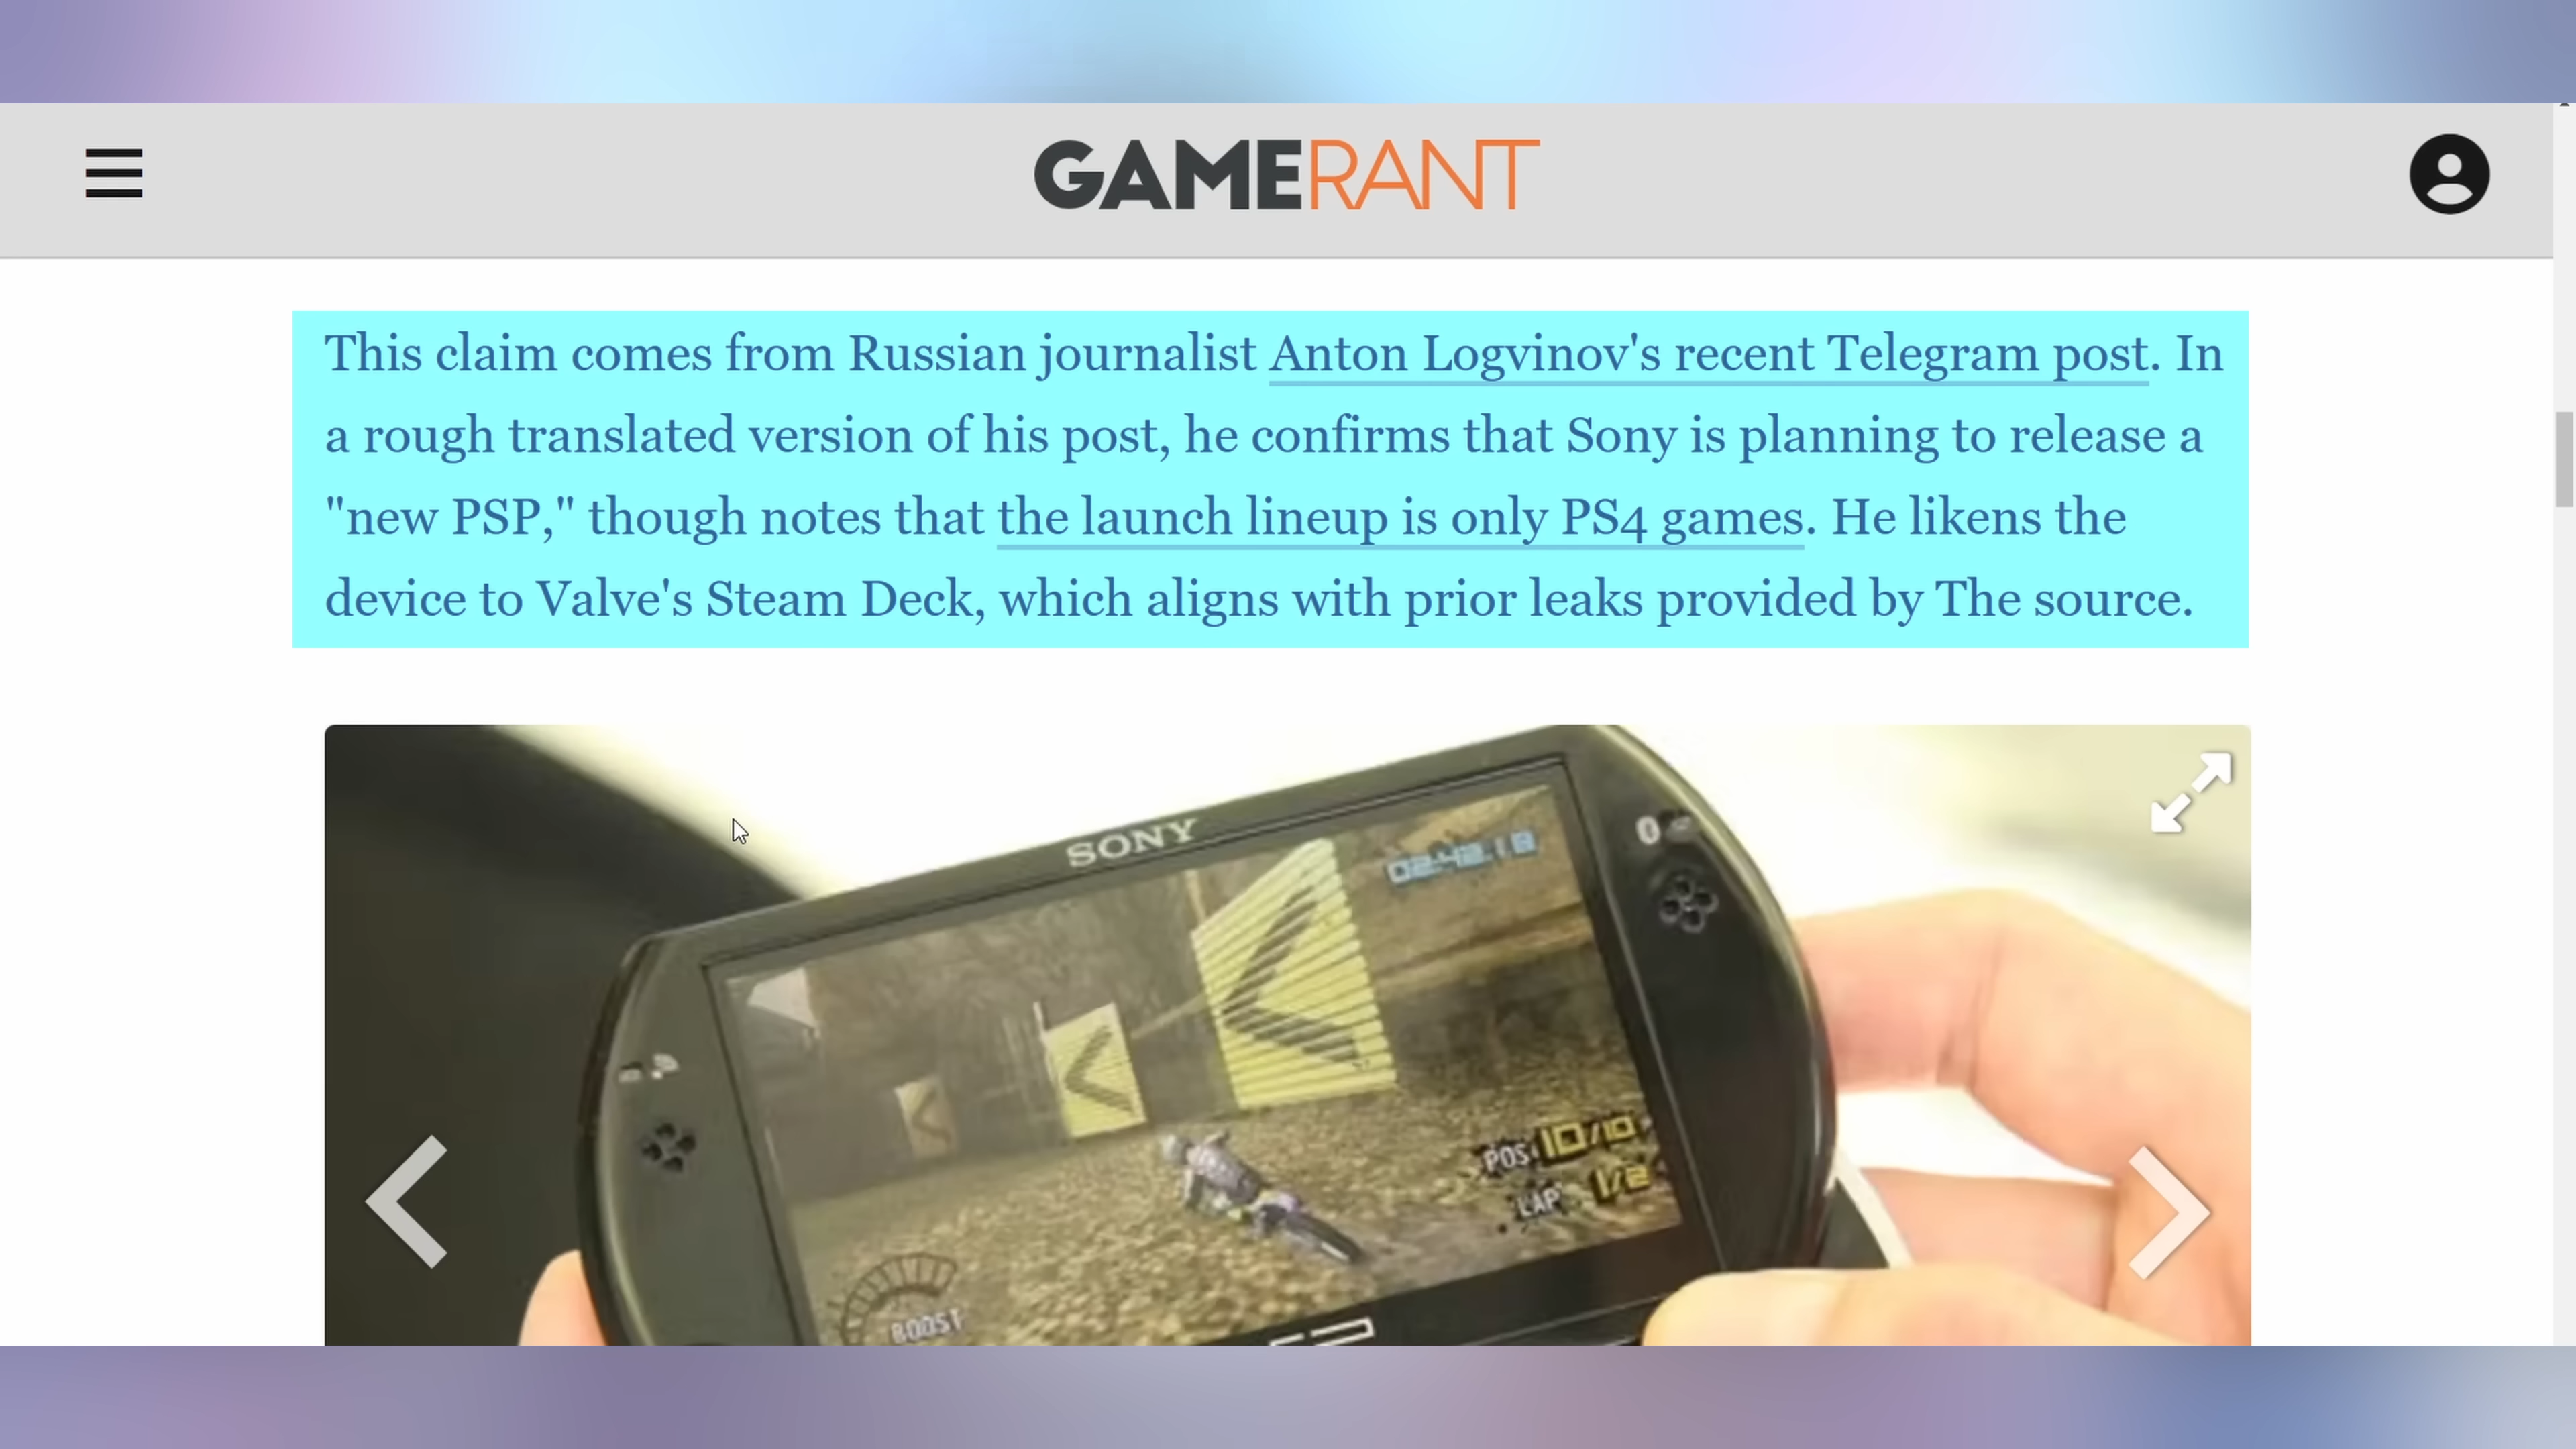 GAMERANT
This claim comes from Russian journalist Anton Logvinov's recent Telegram post. In
a rough translated version of his post, he confirms that Sony is planning to release a
"new PSP," though notes that the launch lineup is only PS4 games. He likens the
device to Valve's Steam Deck, which aligns with prior leaks provided by The source.
SONY
02:42.18
POS. 10/10
LAP 1/2
BOOST